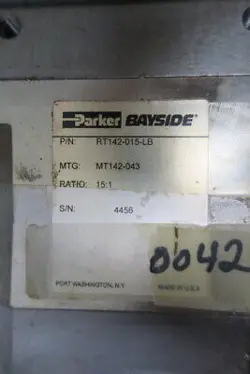 Parker BAYSIDE®
P/N: RT142-015-LB
MTG: MT142-043
RATIO: 15:1
S/N: 4456
0042
PORT WASHINGTON, N.Y. MADE IN U.S.A.